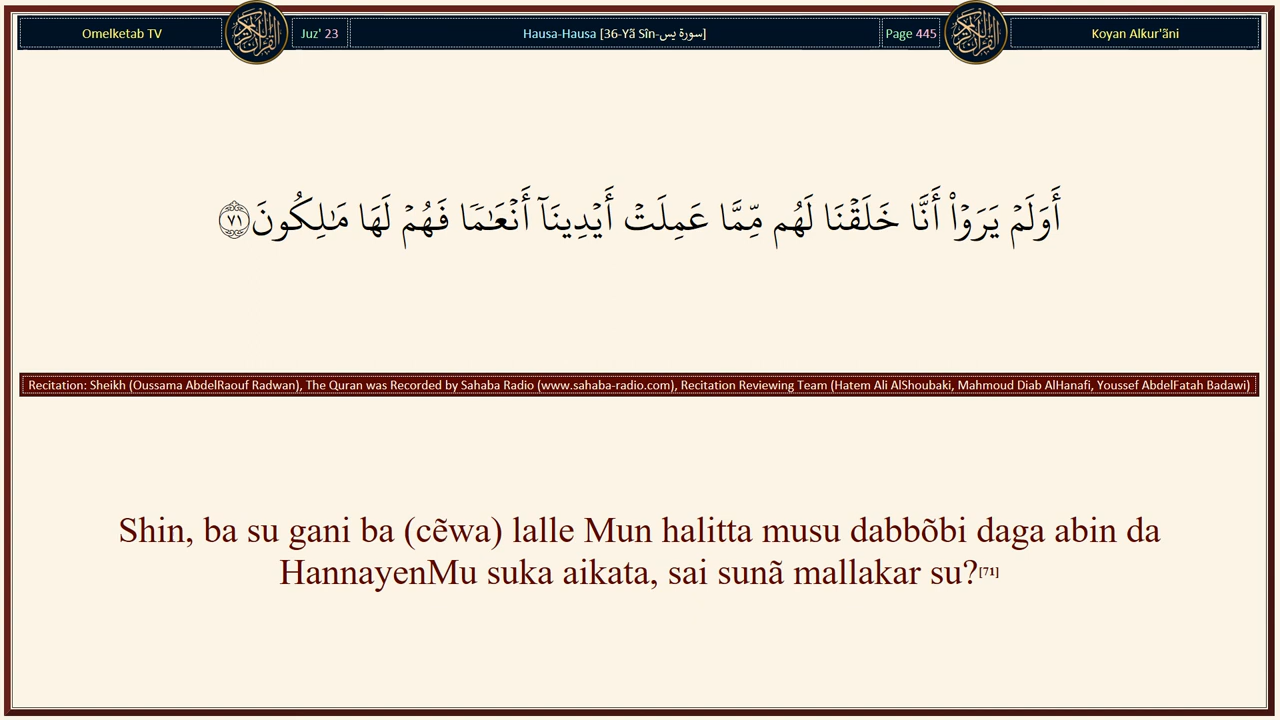 Omelketab TV
Juz' 23
Hausa-Hausa [36-Yã Sĩn-سورة يس]
Page 445
Koyan Alƙur'ãni
أَوَلَمۡ يَرَوۡاْ أَنَّا خَلَقۡنَا لَهُم مِّمَّا عَمِلَتۡ أَيۡدِينَآ أَنۡعَٰمٗا فَهُمۡ لَهَا مَٰلِكُونَ ٧١
Recitation: Sheikh (Oussama AbdelRaouf Radwan), The Quran was Recorded by Sahaba Radio (www.sahaba-radio.com), Recitation Reviewing Team (Hatem Ali AlShoubaki, Mahmoud Diab AlHanafi, Youssef AbdelFatah Badawi)
Shin, ba su gani ba (cẽwa) lalle Mun halitta musu dabbõbi daga abin da
HannayenMu suka aikata, sai sunã mallakar su?[71]